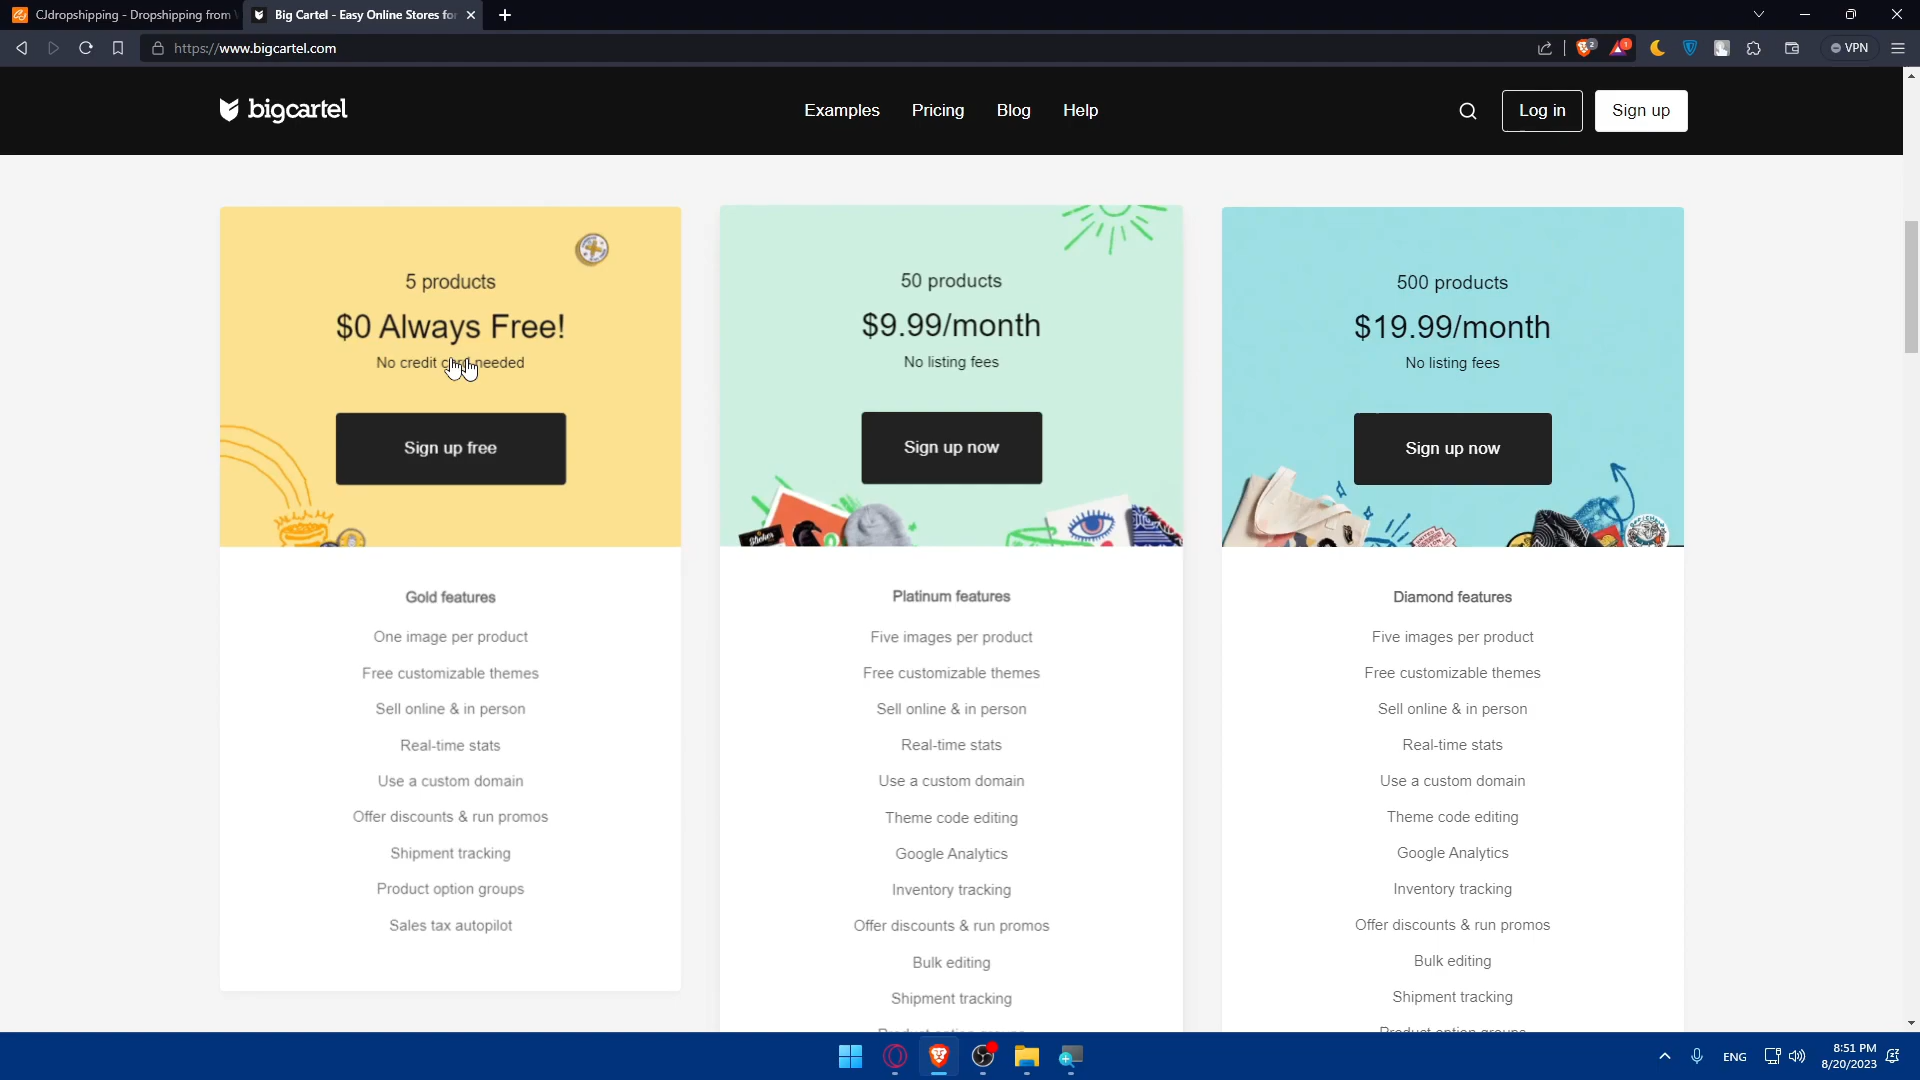 CJdropshipping - Dropshipping from
Big Cartel - Easy Online Stores for
https://www.bigcartel.com
2
1
VPN
bigcartel
Examples
Pricing
Blog
Help
Log in
Sign up
5 products
$0 Always Free!
No credit card needed
Sign up free
Gold features
One image per product
Free customizable themes
Sell online & in person
Real-time stats
Use a custom domain
Offer discounts & run promos
Shipment tracking
Product option groups
Sales tax autopilot
50 products
$9.99/month
No listing fees
Sign up now
Platinum features
Five images per product
Free customizable themes
Sell online & in person
Real-time stats
Use a custom domain
Theme code editing
Google Analytics
Inventory tracking
Offer discounts & run promos
Bulk editing
Shipment tracking
500 products
$19.99/month
No listing fees
Sign up now
Diamond features
Five images per product
Free customizable themes
Sell online & in person
Real-time stats
Use a custom domain
Theme code editing
Google Analytics
Inventory tracking
Offer discounts & run promos
Bulk editing
Shipment tracking
Product option groups
ENG
8:51 PM
8/20/2023